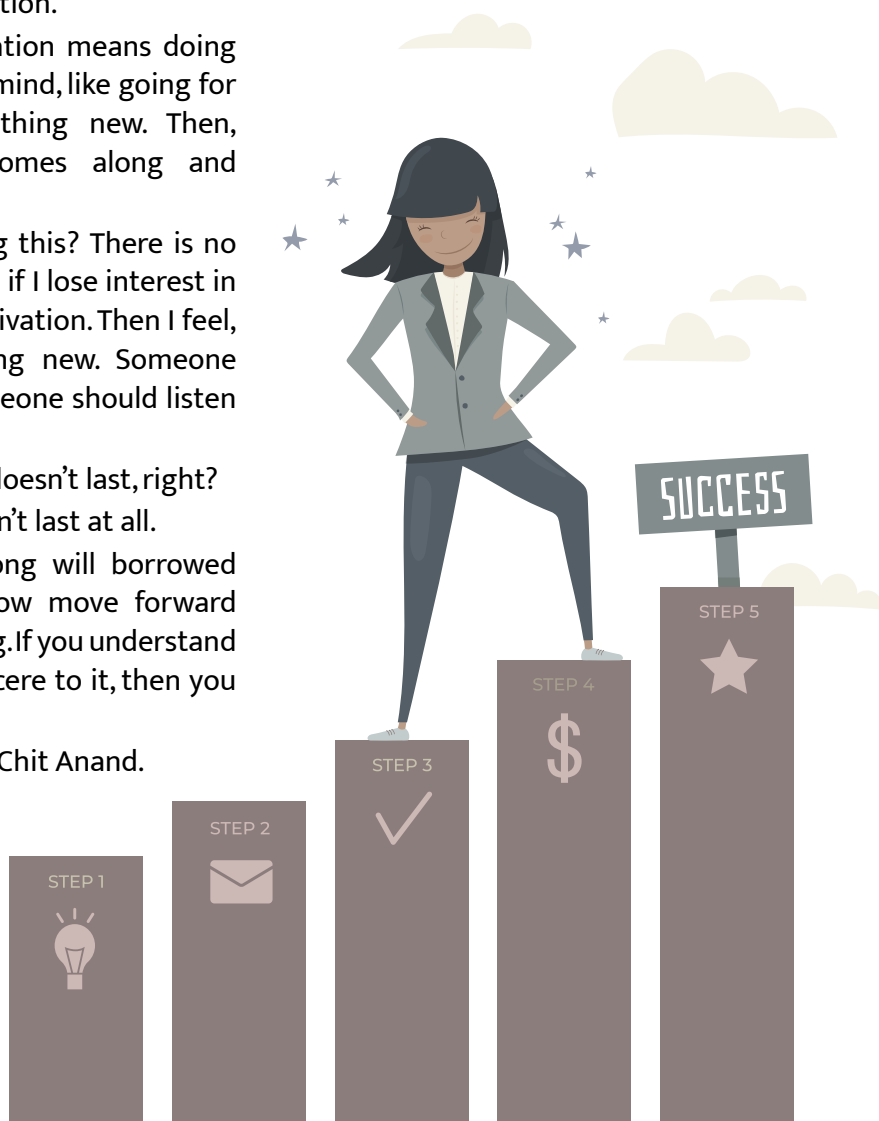 tion.
ation means doing
mind, like going for
thing new. Then,
omes along and
g this? There is no
if I lose interest in
ivation. Then I feel,
ng new. Someone
eone should listen
doesn’t last, right?
n’t last at all.
ong will borrowed
ow move forward
g. If you understand
cere to it, then you
Chit Anand.
SUCCESS
STEP 5
STEP 4
$
STEP 3
STEP 2
STEP 1